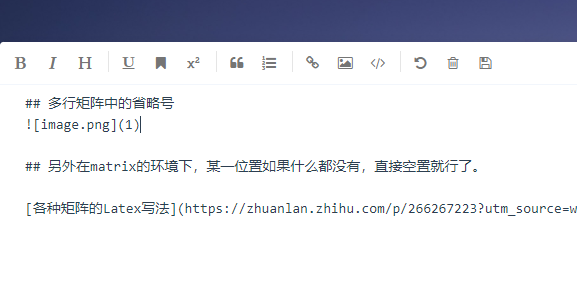 B I H U x²
## 多行矩阵中的省略号
![image.png](1)
## 另外在matrix的环境下，某一位置如果什么都没有，直接空置就行了。
[各种矩阵的Latex写法](https://zhuanlan.zhihu.com/p/266267223?utm_source=w